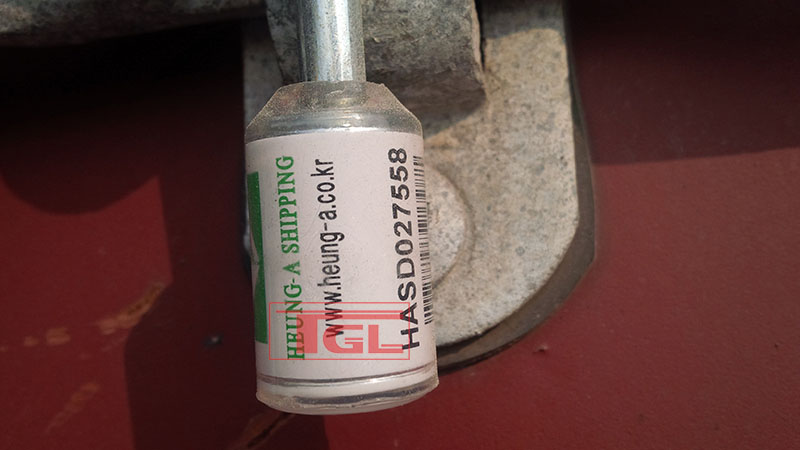 HEUNG-A SHIPPING
www.heung-a.co.kr
HASD027558
TGL